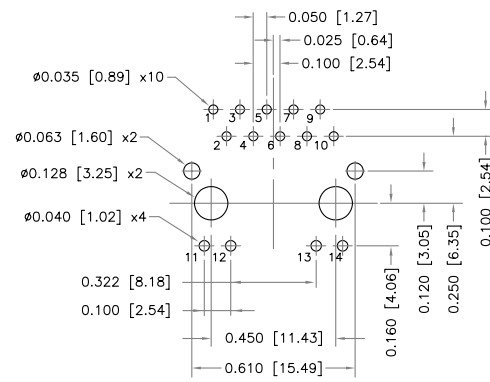 0.050 [1.27]
0.025 [0.64]
0.100 [2.54]
ø0.035 [0.89] x10
1 3 5 7 9
2 4 6 8 10
ø0.063 [1.60] x2
ø0.128 [3.25] x2
ø0.040 [1.02] x4
11 12 13 14
0.322 [8.18]
0.100 [2.54]
0.450 [11.43]
0.610 [15.49]
0.160 [4.06]
0.120 [3.05]
0.250 [6.35]
0.100 [2.54]